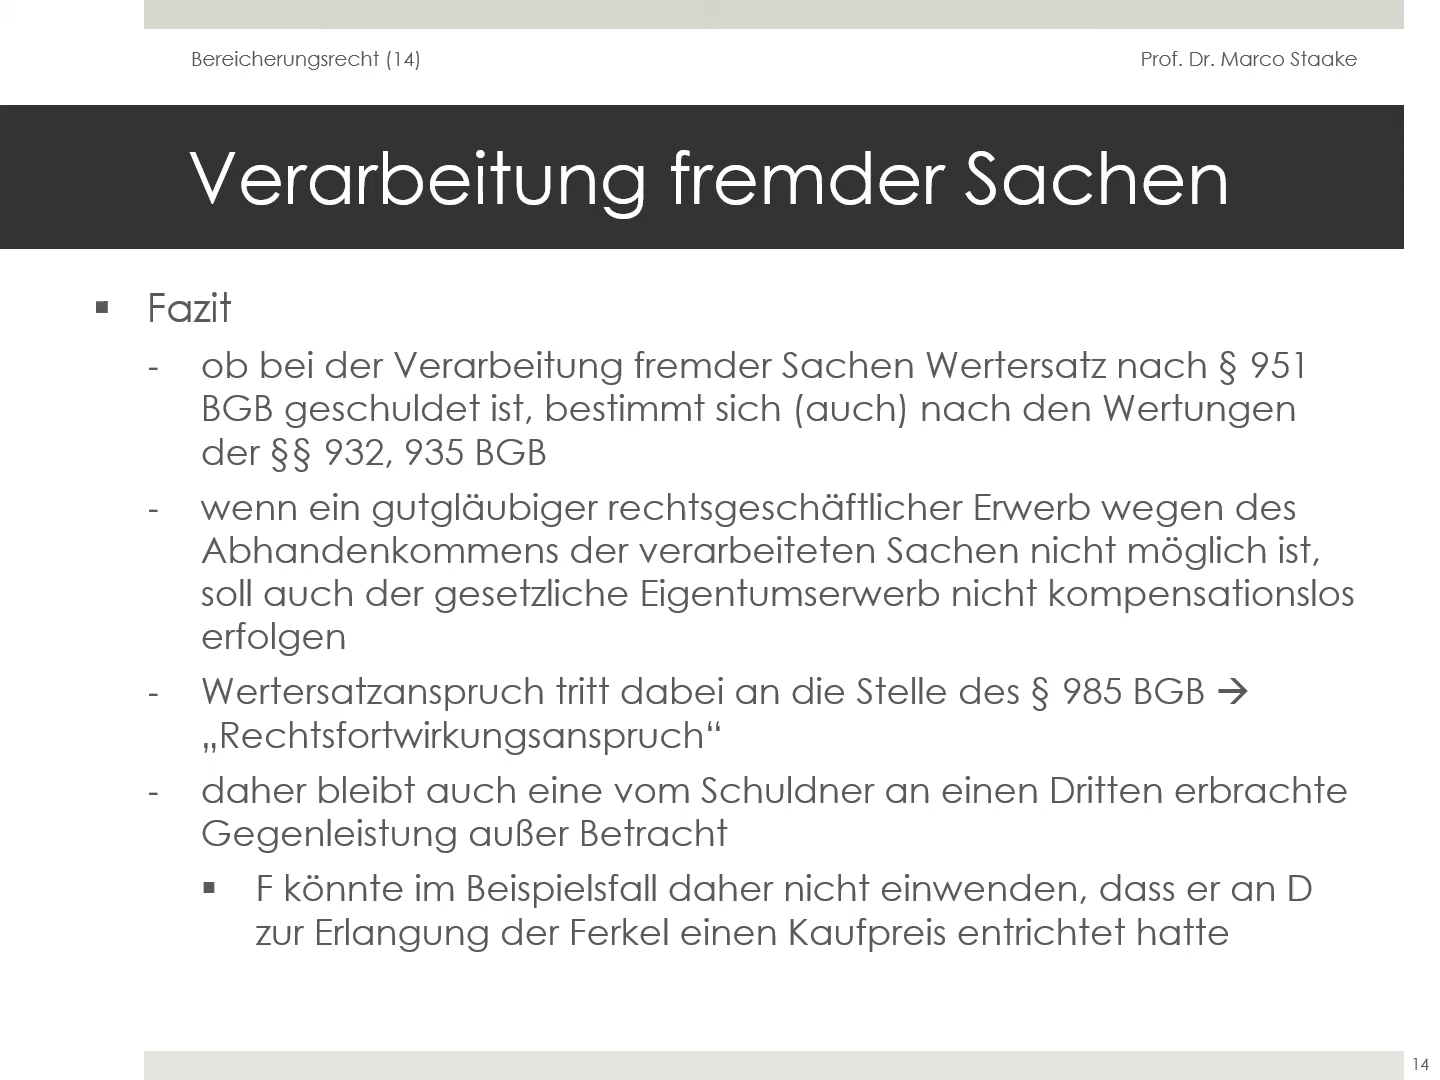 Bereicherungsrecht (14)
Prof. Dr. Marco Staake
Verarbeitung fremder Sachen
▪ Fazit
- ob bei der Verarbeitung fremder Sachen Wertersatz nach § 951
BGB geschuldet ist, bestimmt sich (auch) nach den Wertungen
der §§ 932, 935 BGB
- wenn ein gutgläubiger rechtsgeschäftlicher Erwerb wegen des
Abhandenkommens der verarbeiteten Sachen nicht möglich ist,
soll auch der gesetzliche Eigentumserwerb nicht kompensationslos
erfolgen
- Wertersatzanspruch tritt dabei an die Stelle des § 985 BGB →
„Rechtsfortwirkungsanspruch“
- daher bleibt auch eine vom Schuldner an einen Dritten erbrachte
Gegenleistung außer Betracht
▪ F könnte im Beispielsfall daher nicht einwenden, dass er an D
zur Erlangung der Ferkel einen Kaufpreis entrichtet hatte
14